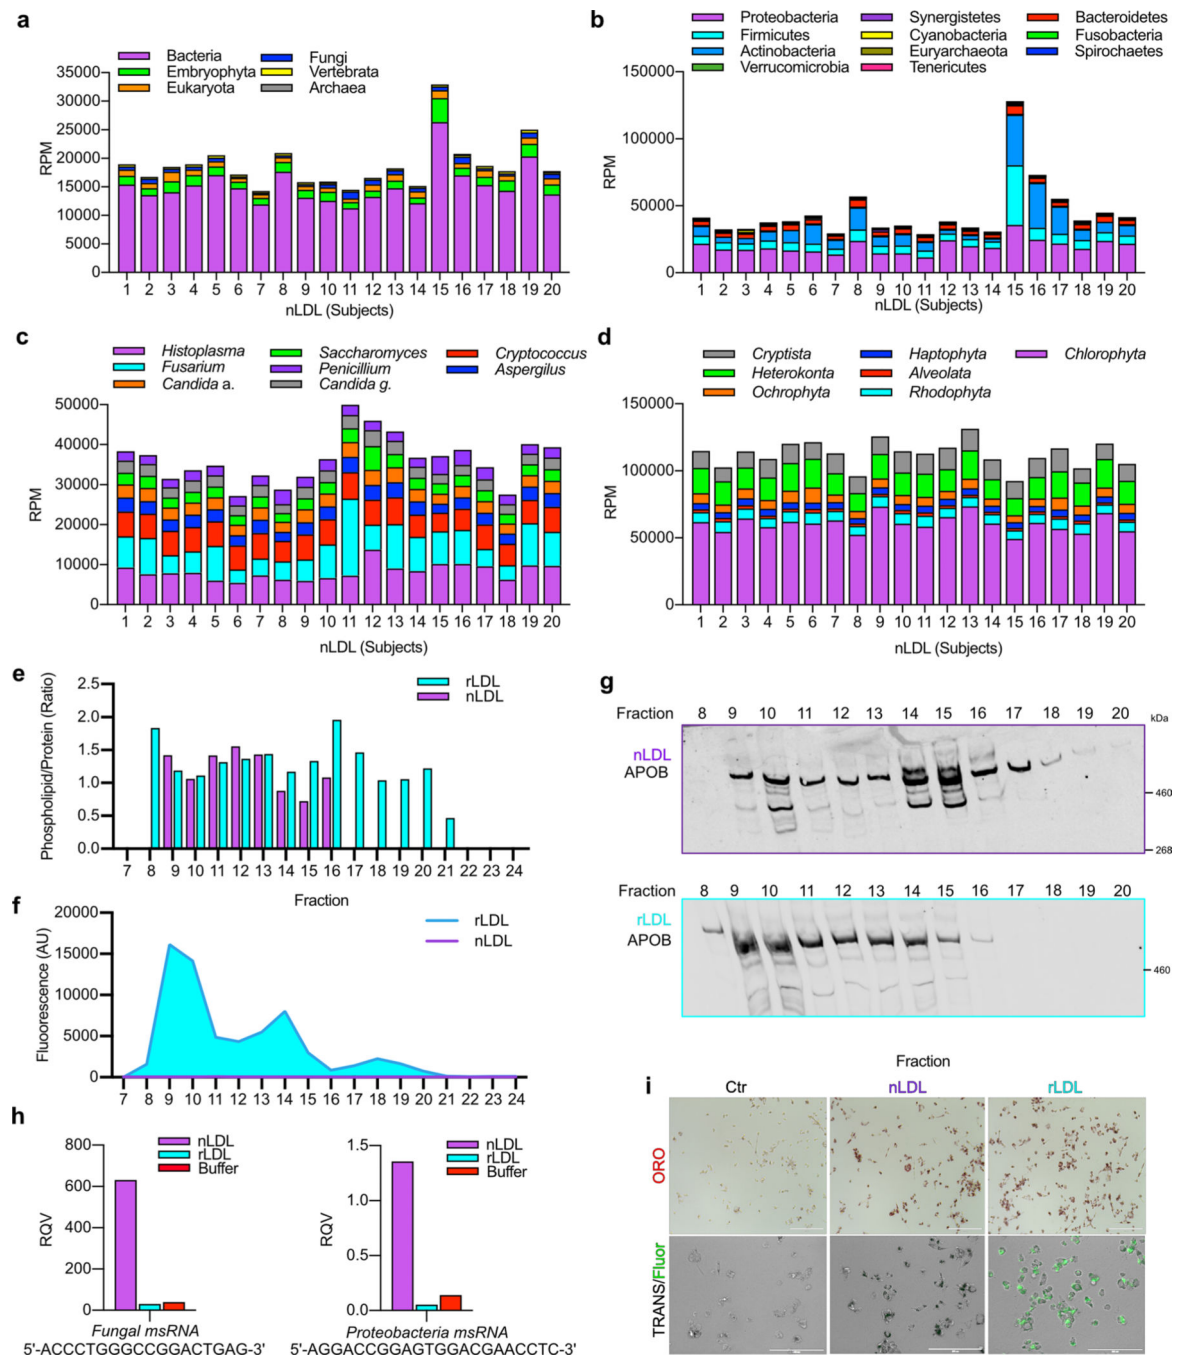 a
Bacteria Fungi
Embryophyta Vertebrata
Eukaryota Archaea
RPM
35000
30000
25000
20000
15000
10000
5000
0
1 2 3 4 5 6 7 8 9 10 11 12 13 14 15 16 17 18 19 20
nLDL (Subjects)
b
Proteobacteria Synergistetes Bacteroidetes
Firmicutes Cyanobacteria Fusobacteria
Actinobacteria Euryarchaeota Spirochaetes
Verrucomicrobia Tenericutes
RPM
150000
100000
50000
0
1 2 3 4 5 6 7 8 9 10 11 12 13 14 15 16 17 18 19 20
nLDL (Subjects)
c
Histoplasma Saccharomyces Cryptococcus
Fusarium Penicillium Aspergilus
Candida a. Candida g.
RPM
50000
40000
30000
20000
10000
0
1 2 3 4 5 6 7 8 9 10 11 12 13 14 15 16 17 18 19 20
nLDL (Subjects)
d
Cryptista Haptophyta Chlorophyta
Heterokonta Alveolata
Ochrophyta Rhodophyta
RPM
150000
100000
50000
0
1 2 3 4 5 6 7 8 9 10 11 12 13 14 15 16 17 18 19 20
nLDL (Subjects)
e
rLDL
nLDL
Phospholipid/Protein (Ratio)
2.5
2.0
1.5
1.0
0.5
0.0
7 8 9 10 11 12 13 14 15 16 17 18 19 20 21 22 23 24
Fraction
f
rLDL
nLDL
Fluoorescence (AU)
20000
15000
10000
5000
0
7 8 9 10 11 12 13 14 15 16 17 18 19 20 21 22 23 24
g
Fraction 8 9 10 11 12 13 14 15 16 17 18 19 20
kDa
nLDL
APOB
460
268
Fraction 8 9 10 11 12 13 14 15 16 17 18 19 20
rLDL
APOB
460
Fraction
h
nLDL
rLDL
Buffer
RQV
800
600
400
200
0
Fungal msRNA
5'-ACCCTGGGCCGGACTGAG-3'
nLDL
rLDL
Buffer
RQV
1.5
1.0
0.5
0.0
Proteobacteria msRNA
5'-AGGACCGGAGTGGACGAACCTC-3'
i
Ctr nLDL rLDL
ORO
TRANS/Fluor